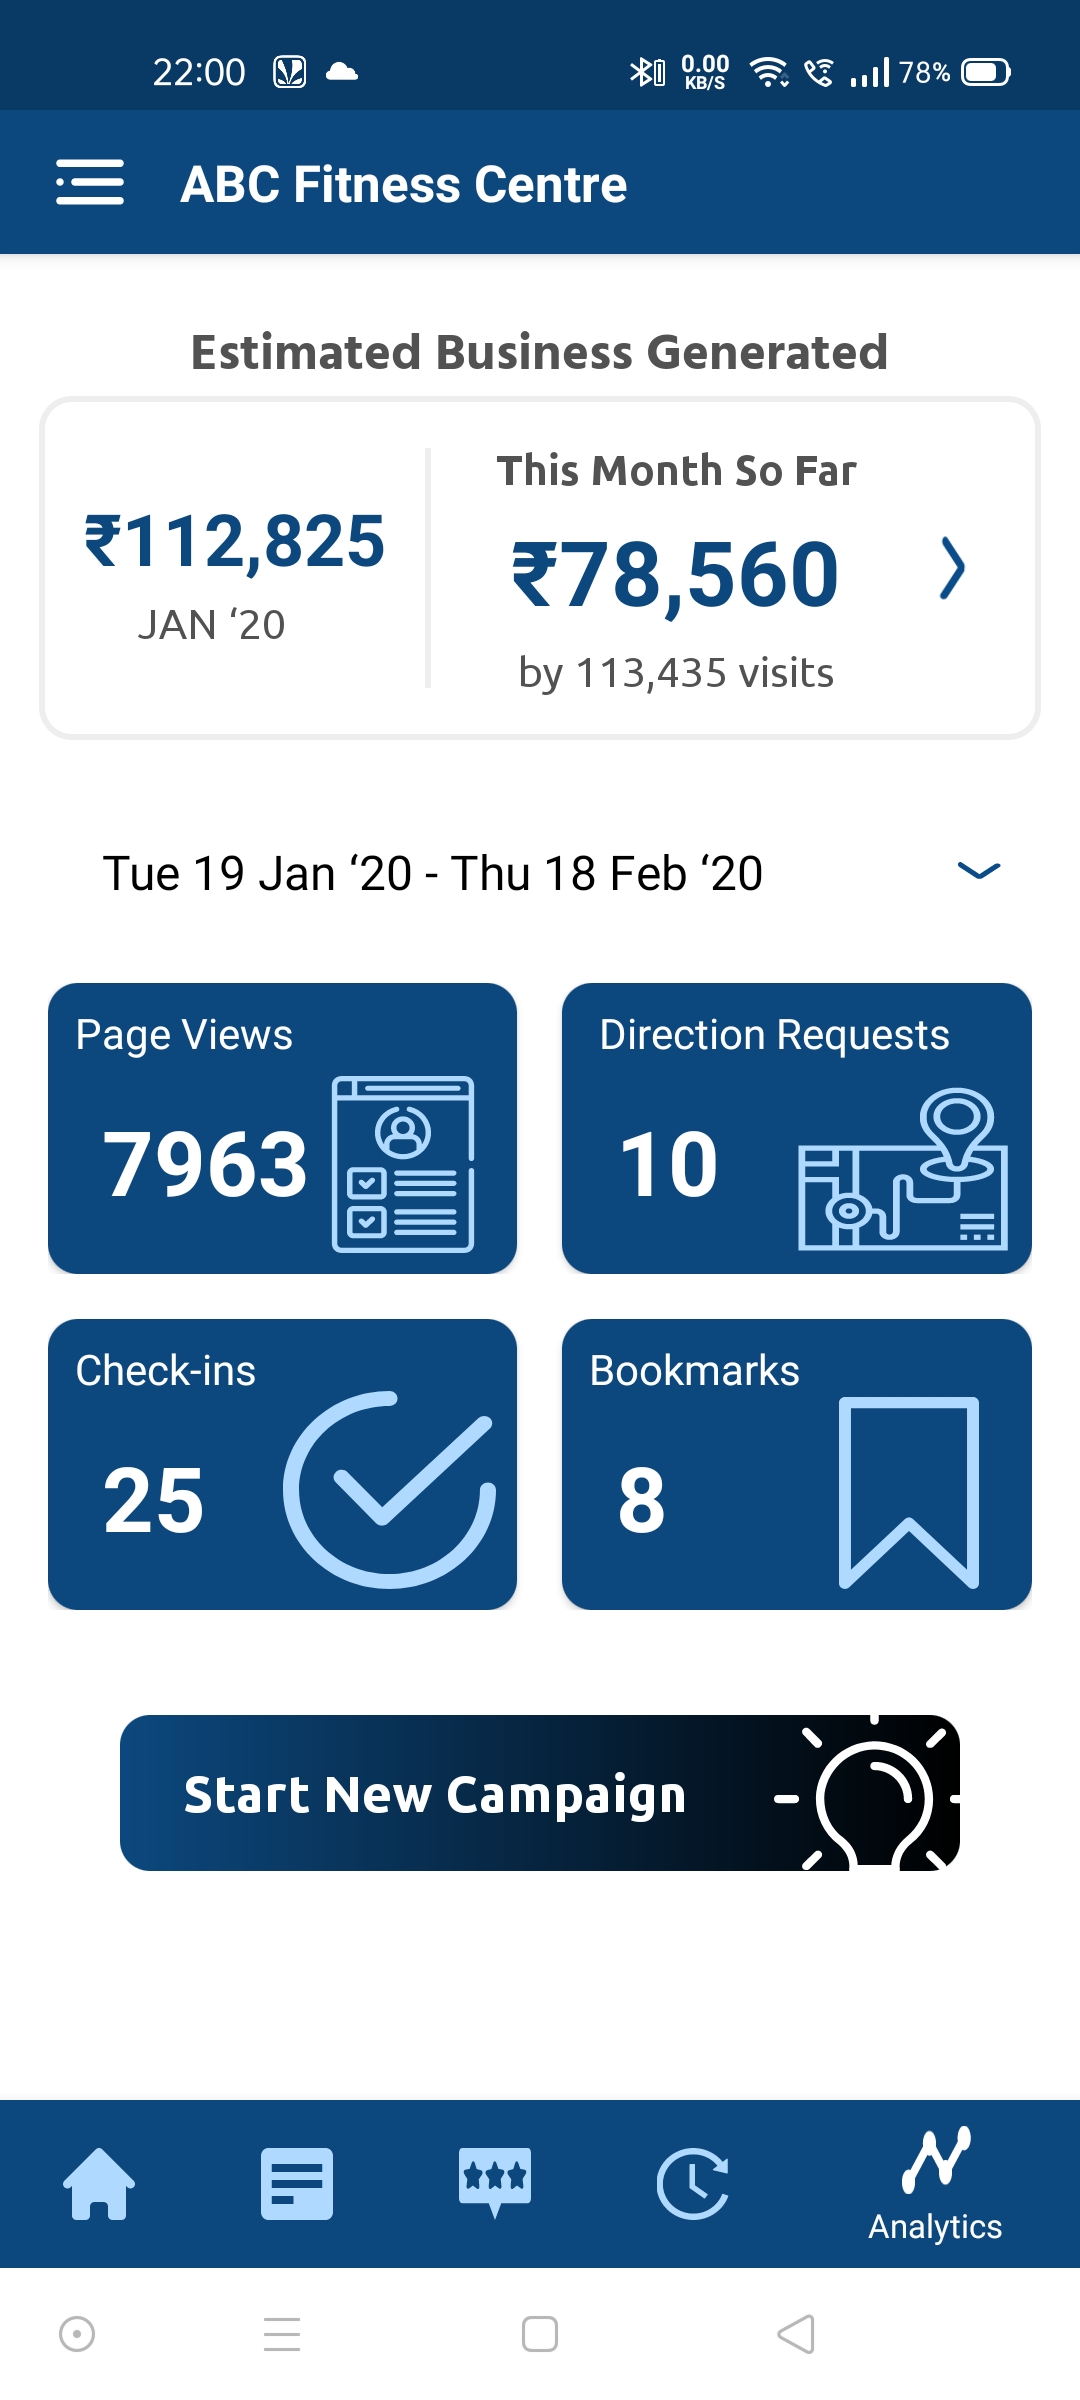 22:00
0.00
KB/S
78%
ABC Fitness Centre
Estimated Business Generated
₹112,825
JAN ‘20
This Month So Far
₹78,560
by 113,435 visits
Tue 19 Jan ‘20 - Thu 18 Feb ‘20
Page Views
7963
Direction Requests
10
Check-ins
25
Bookmarks
8
Start New Campaign
Analytics